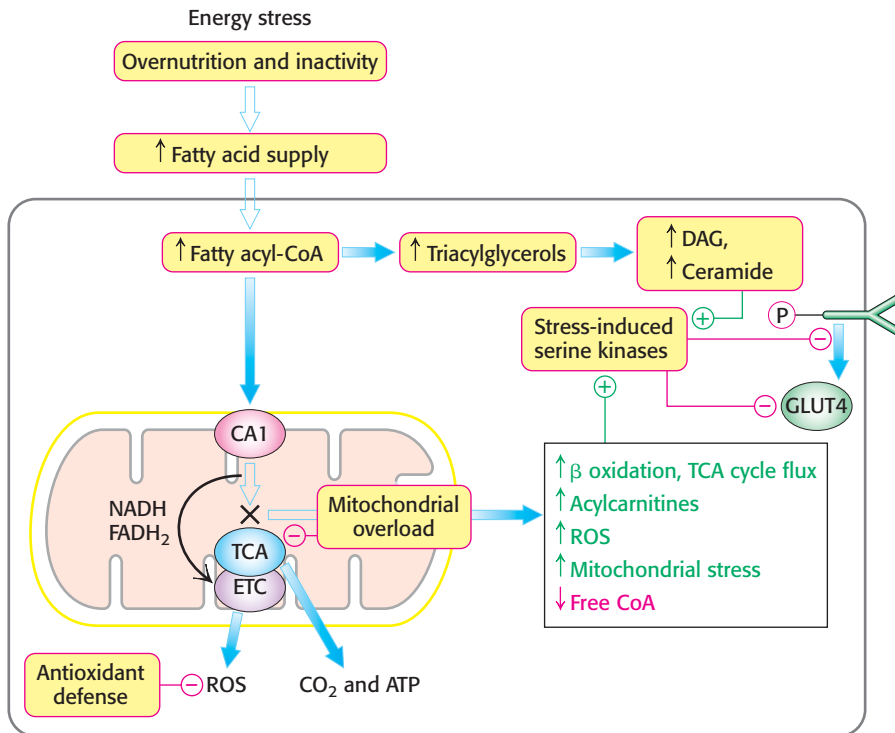 Energy stress
Overnutrition and inactivity
↑ Fatty acid supply
↑ Fatty acyl-CoA
↑ Triacylglycerols
↑ DAG,
↑ Ceramide
+
P
Stress-induced
serine kinases
−
−
GLUT4
+
CA1
NADH
FADH₂
Mitochondrial
overload
−
TCA
ETC
↑ β oxidation, TCA cycle flux
↑ Acylcarnitines
↑ ROS
↑ Mitochondrial stress
↓ Free CoA
Antioxidant
defense
−
ROS
CO₂ and ATP